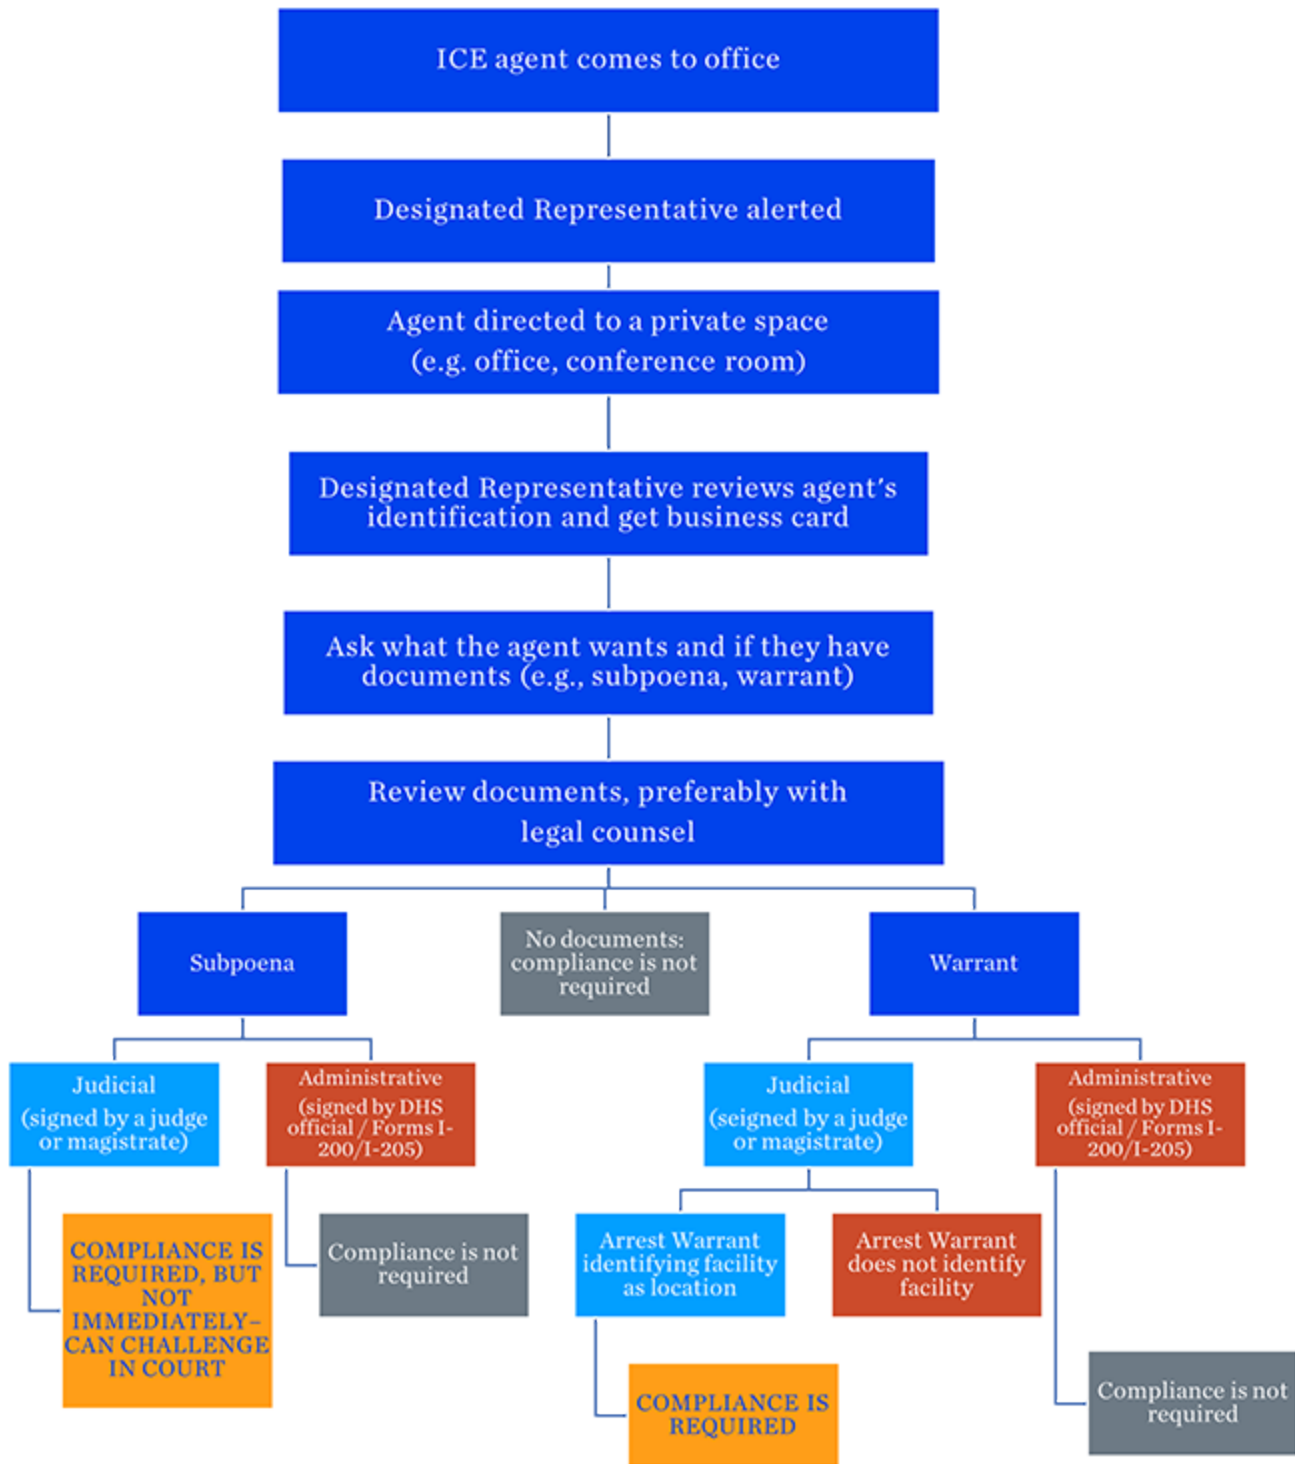 ICE agent comes to office
Designated Representative alerted
Agent directed to a private space
(e.g. office, conference room)
Designated Representative reviews agent's
identification and get business card
Ask what the agent wants and if they have
documents (e.g., subpoena, warrant)
Review documents, preferably with
legal counsel
Subpoena
No documents:
compliance is not
required
Warrant
Judicial
(signed by a judge
or magistrate)
Administrative
(signed by DHS
official / Forms I-
200/I-205)
Judicial
(seigned by a judge
or magistrate)
Administrative
(signed by DHS
official / Forms I-
200/I-205)
COMPLIANCE IS
REQUIRED, BUT
NOT
IMMEDIATELY–
CAN CHALLENGE
IN COURT
Compliance is not
required
Arrest Warrant
identifying facility
as location
Arrest Warrant
does not identify
facility
COMPLIANCE IS
REQUIRED
Compliance is not
required